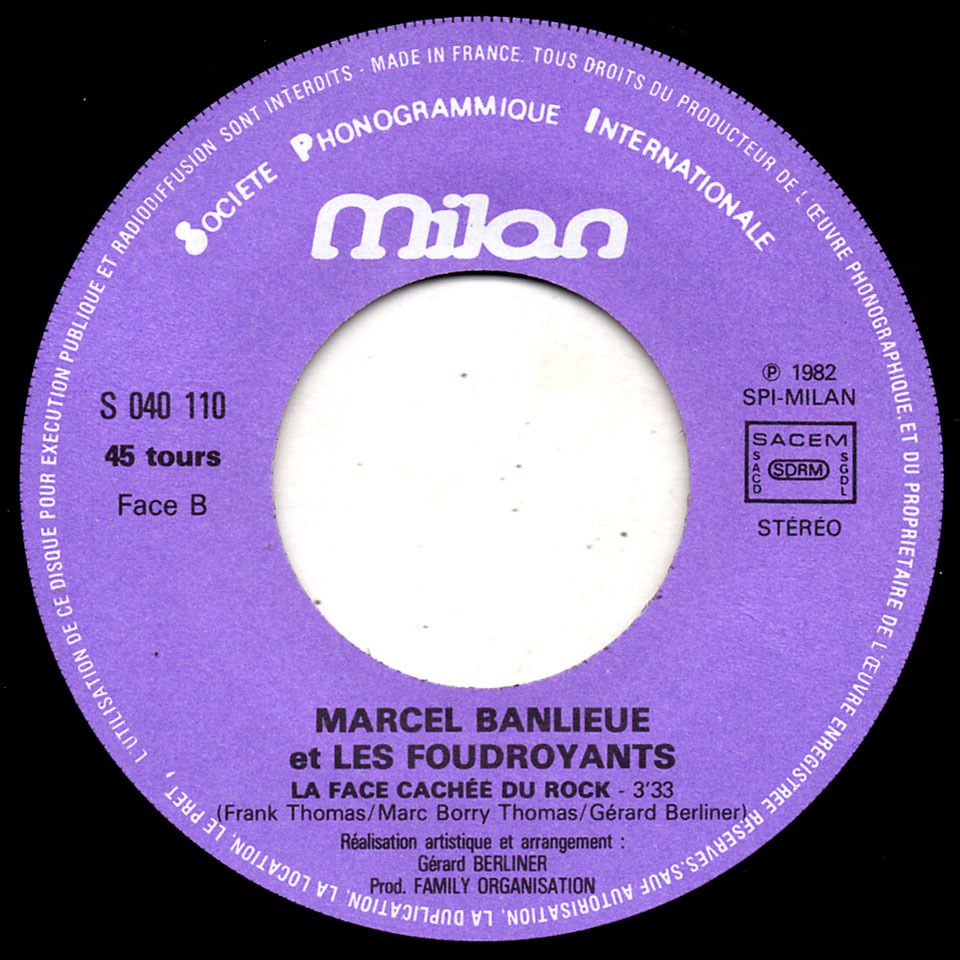 MADE IN FRANCE. TOUS DROITS DU PRODUCTEUR DE L'ŒUVRE PHONOGRAPHIQUE, ET DU PROPRIETAIRE DE L'ŒUVRE ENREGISTREE RESERVES. SAUF AUTORISATION, LA DUPLICATION, LA LOCATION, LE PRET, L'UTILISATION DE CE DISQUE POUR EXECUTION PUBLIQUE ET RADIODIFFUSION SONT INTERDITS -
SOCIETE PHONOGRAMMIQUE INTERNATIONALE
milan
S 040 110
45 tours
Face B
℗ 1982
SPI-MILAN
SACEM
SACD
SDRM
SGDL
STÉRÉO
MARCEL BANLIEUE
et LES FOUDROYANTS
LA FACE CACHÉE DU ROCK - 3'33
(Frank Thomas/Marc Borry Thomas/Gérard Berliner)
Réalisation artistique et arrangement :
Gérard BERLINER
Prod. FAMILY ORGANISATION